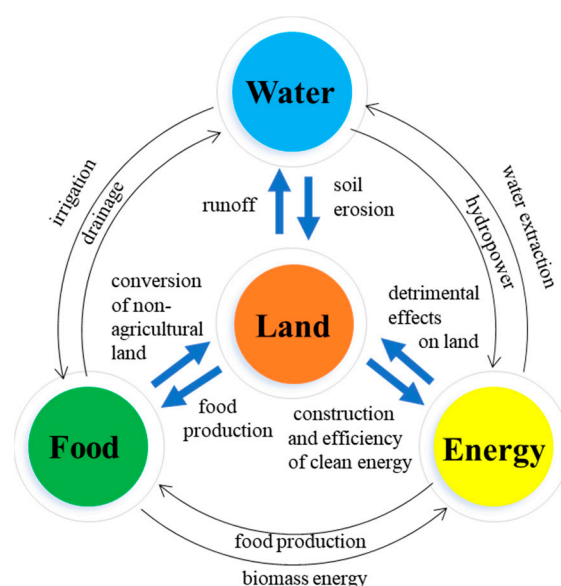 Water
irrigation
drainage
water extraction
hydropower
runoff
soil
erosion
conversion
of non-
agricultural
land
Land
detrimental
effects
on land
food
production
construction
and efficiency
of clean energy
Food
Energy
food production
biomass energy